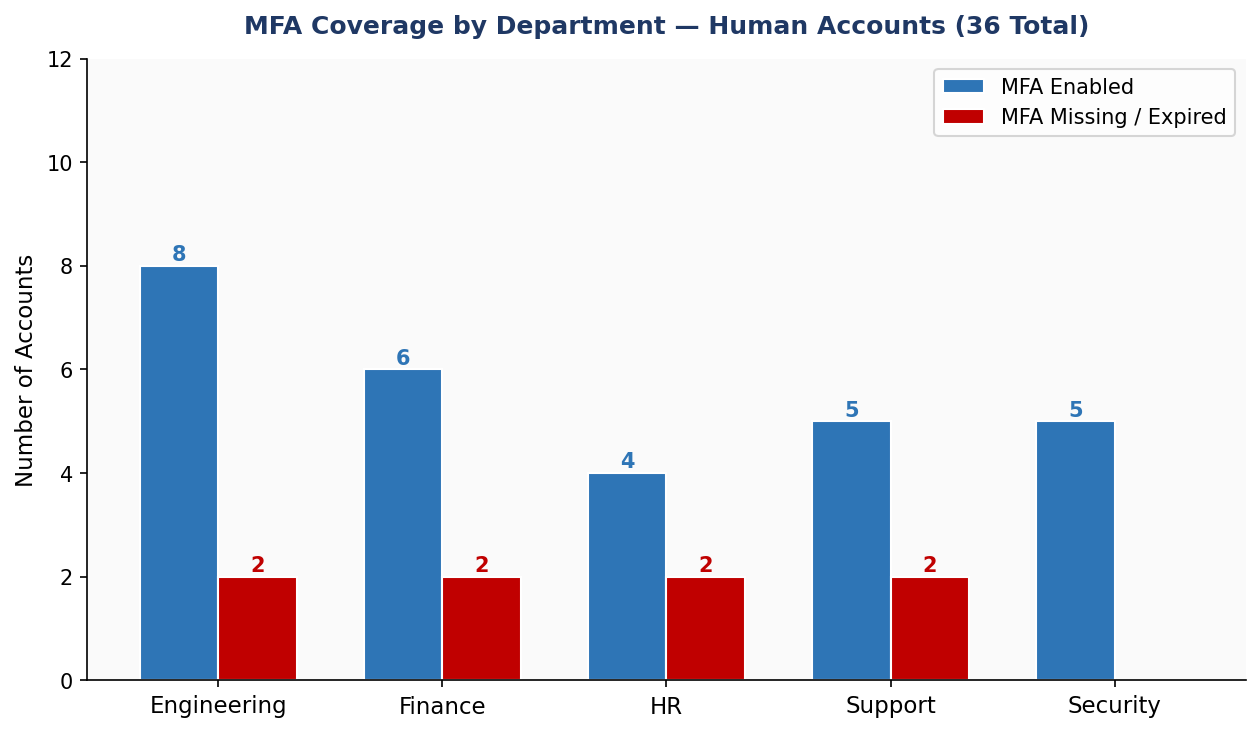 MFA Coverage by Department — Human Accounts (36 Total)
MFA Enabled
MFA Missing / Expired
Number of Accounts
12
10
8
6
4
2
0
8
2
6
2
4
2
5
2
5
Engineering
Finance
HR
Support
Security